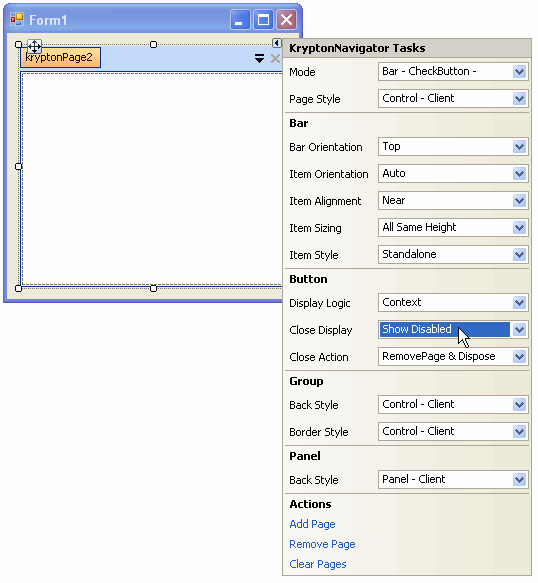 Form1
kryptonPage2
KryptonNavigator Tasks
Mode Bar - CheckButton -
Page Style Control - Client
Bar
Bar Orientation Top
Item Orientation Auto
Item Alignment Near
Item Sizing All Same Height
Item Style Standalone
Button
Display Logic Context
Close Display Show Disabled
Close Action RemovePage & Dispose
Group
Back Style Control - Client
Border Style Control - Client
Panel
Back Style Panel - Client
Actions
Add Page
Remove Page
Clear Pages